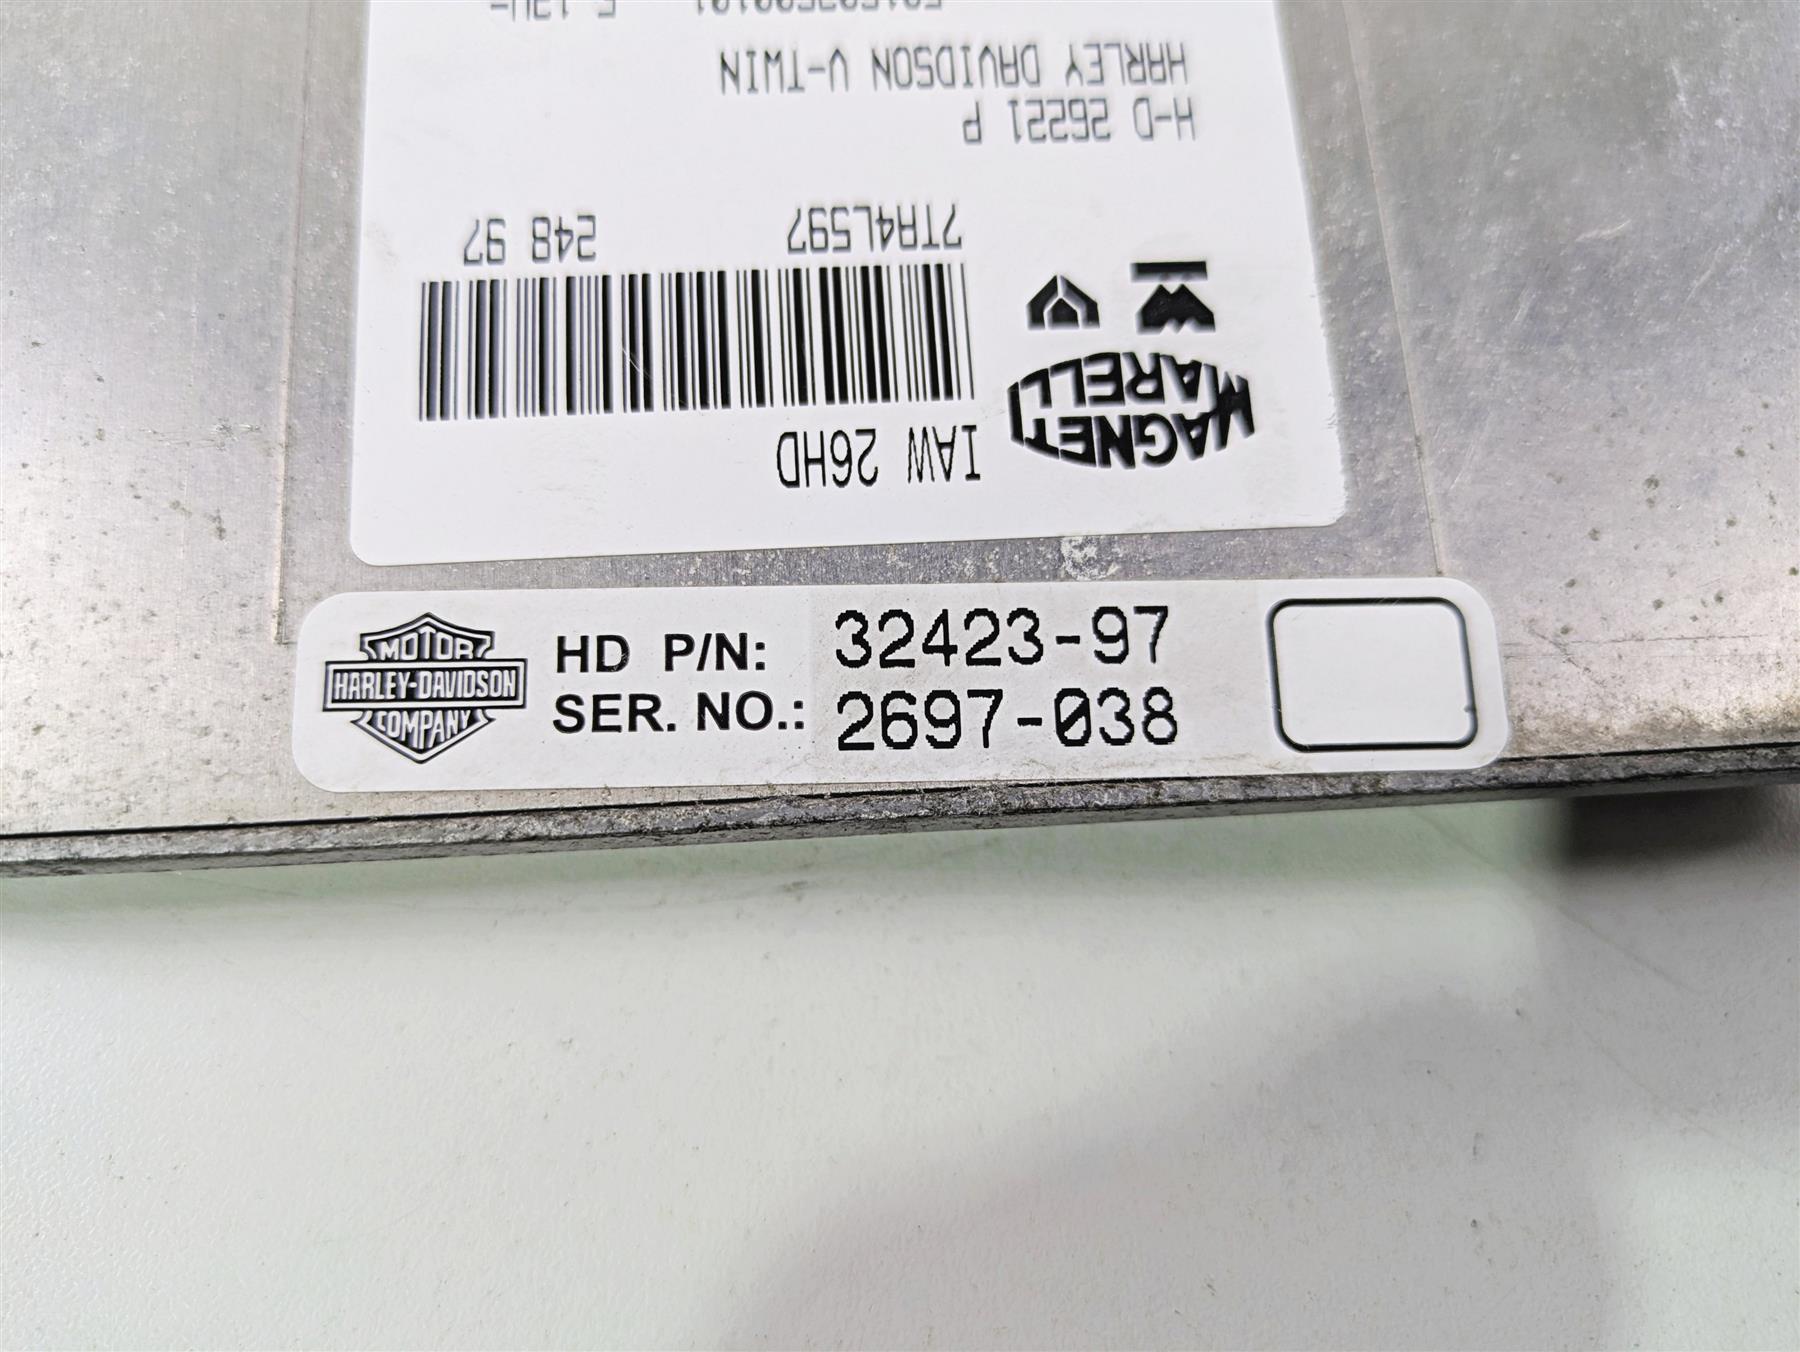 IAW 26HD
MAGNETI
MARELLI
7TA4L597 248 97
H-D 26221 P
HARLEY DAVIDSON V-TWIN
MOTOR
HARLEY-DAVIDSON
COMPANY
HD P/N: 32423-97
SER. NO.: 2697-038